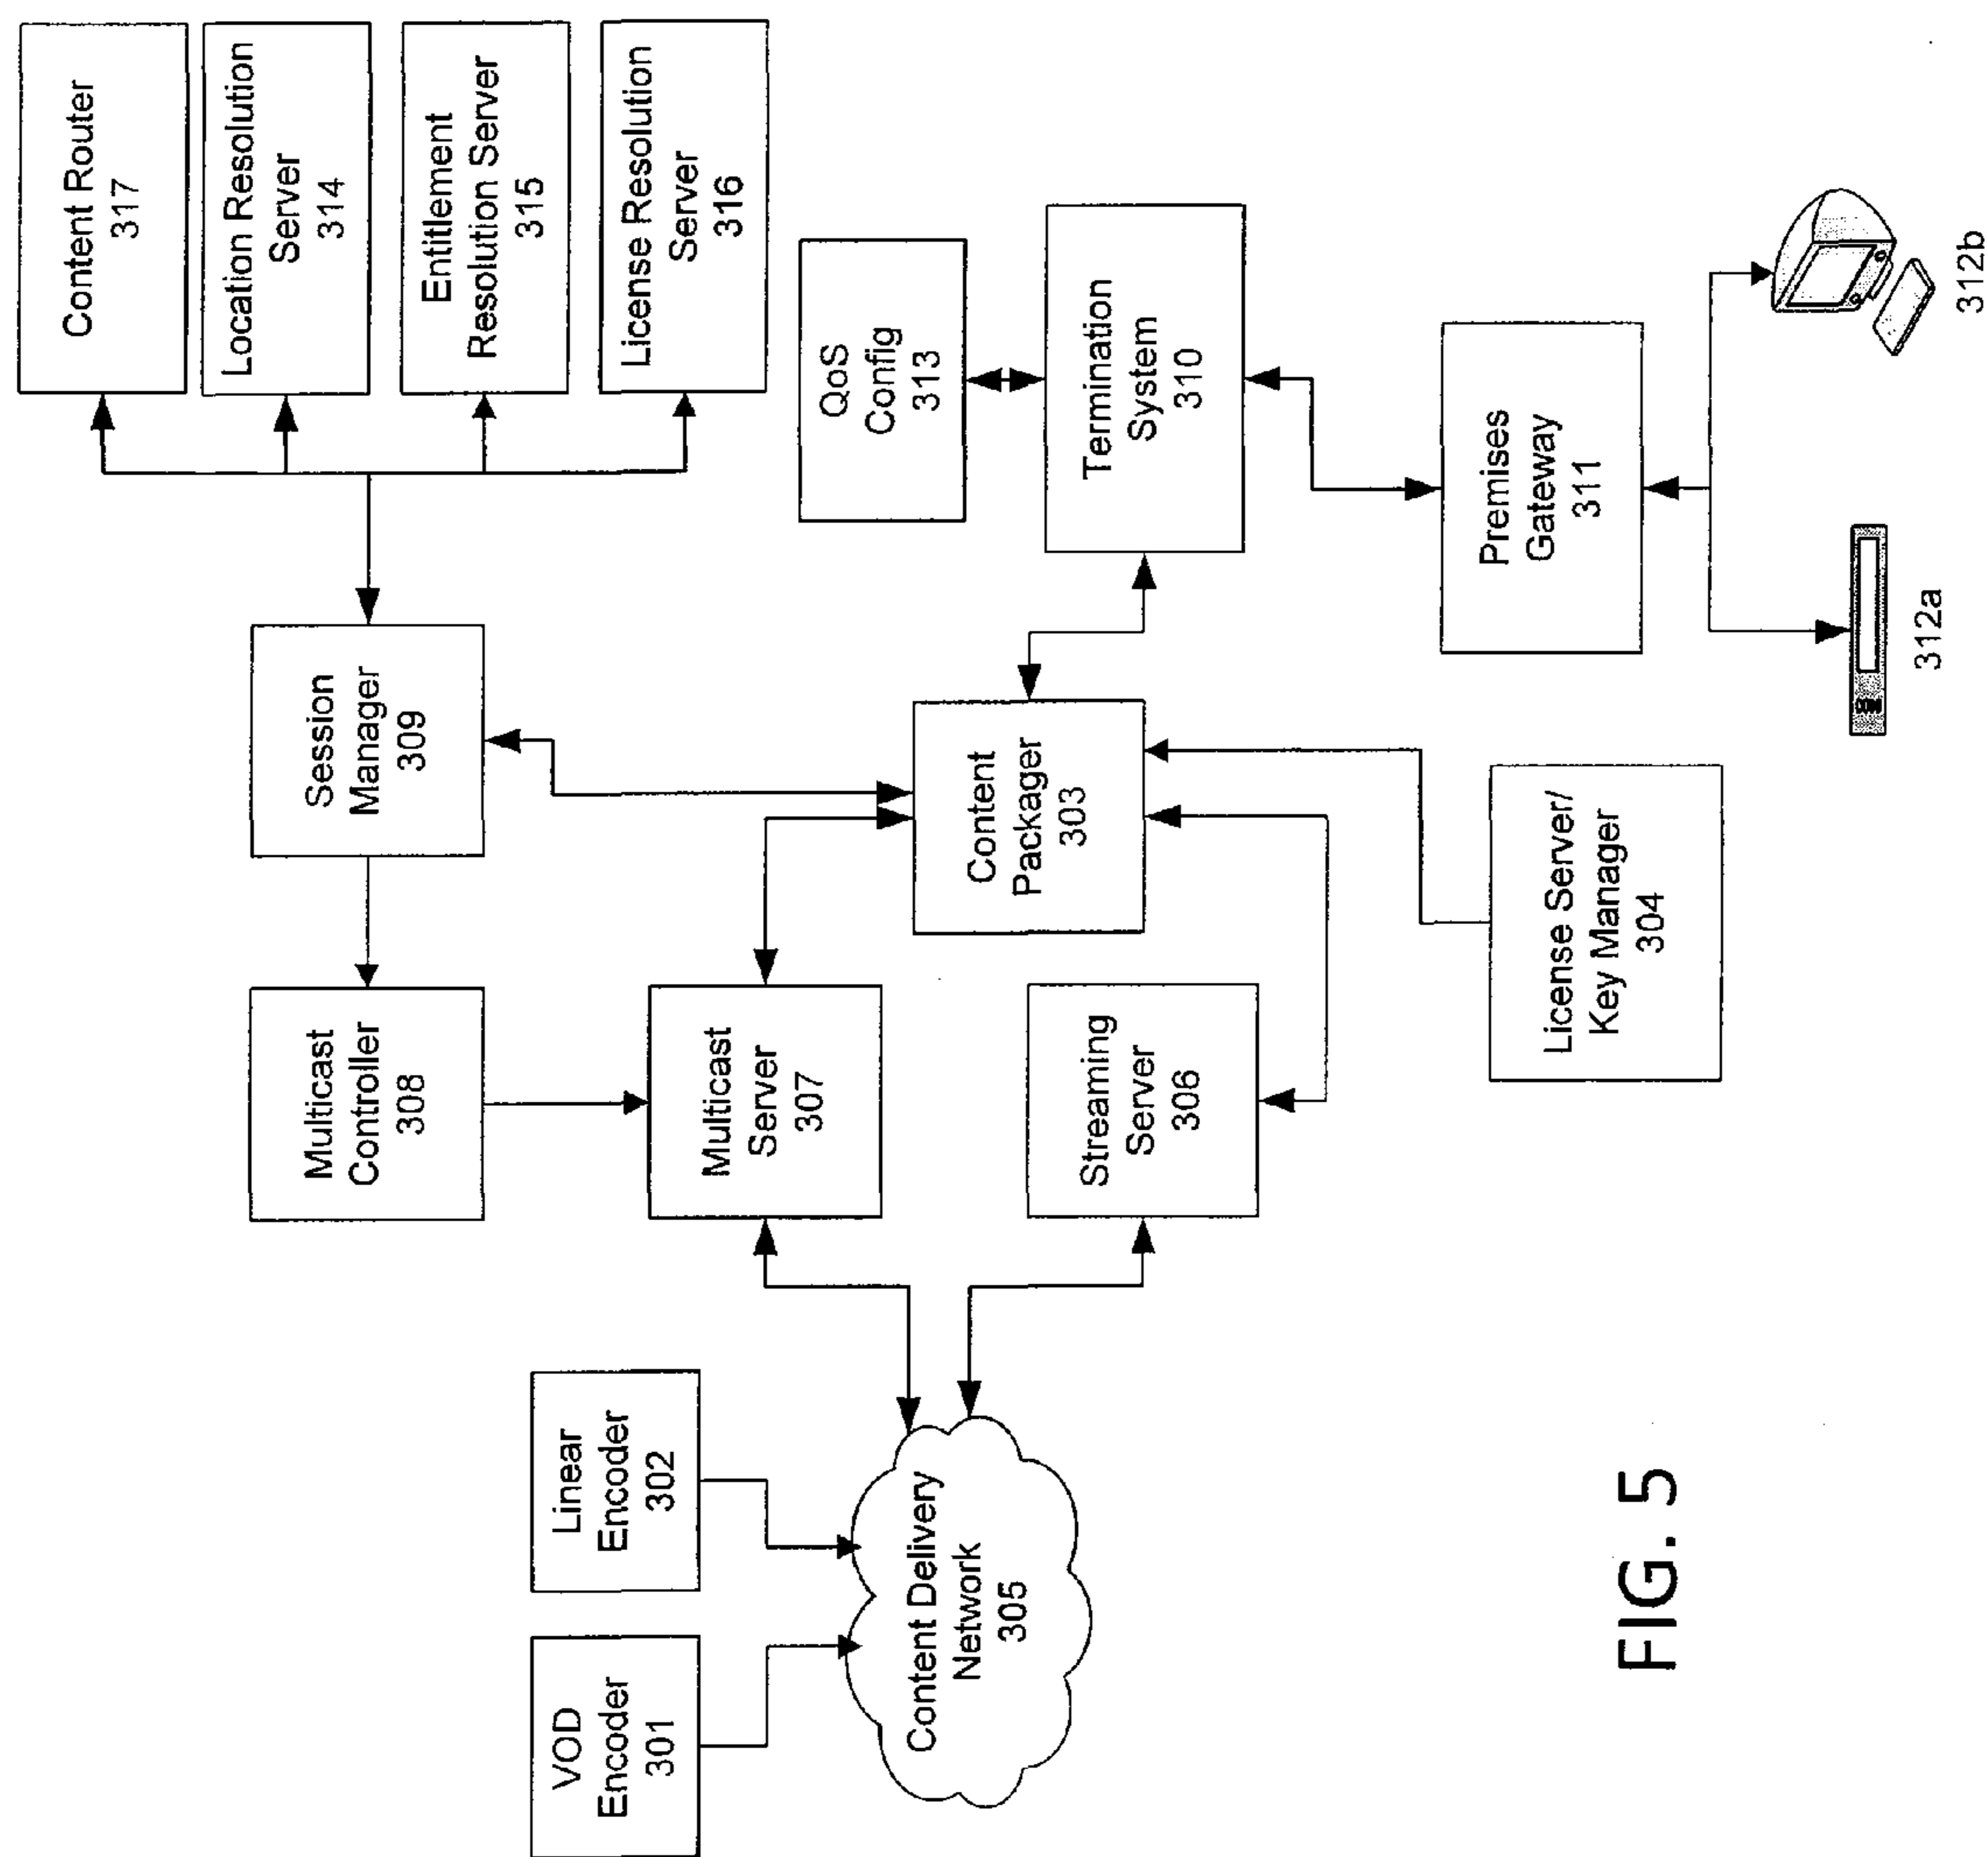 VOD
Encoder
301
Linear
Encoder
302
Content Delivery
Network
305
Multicast
Controller
308
Multicast
Server
307
Streaming
Server
306
Session
Manager
309
Content
Packager
303
License Server/
Key Manager
304
Content Router
317
Location Resolution
Server
314
Entitlement
Resolution Server
315
License Resolution
Server
316
QoS
Config
313
Termination
System
310
Premises
Gateway
311
312a
312b
FIG. 5